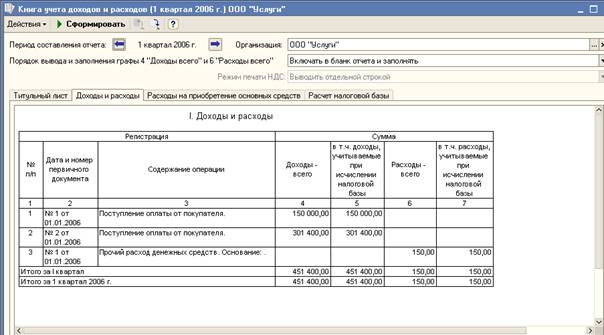 Книга учета доходов и расходов (1 квартал 2006 г.) ООО "Услуги"
Действия Сформировать ?
Период составления отчета: 1 квартал 2006 г. Организация: ООО "Услуги" ...
Порядок вывода и заполнения графы 4 "Доходы всего" и 6 "Расходы всего" Включать в бланк отчета и заполнять
Режим печати НДС: Выводить отдельной строкой
Титульный лист Доходы и расходы Расходы на приобретение основных средств Расчет налоговой базы
I. Доходы и расходы
Регистрация Сумма
№ п/п Дата и номер первичного документа Содержание операции Доходы - всего в т.ч. доходы, учитываемые при исчислении налоговой базы Расходы - всего в т.ч. расходы, учитываемые при исчислении налоговой базы
1 2 3 4 5 6 7
1 № 1 от 01.01.2006 Поступление оплаты от покупателя. 150 000,00 150 000,00
2 № 2 от 01.01.2006 Поступление оплаты от покупателя. 301 400,00 301 400,00
3 № 1 от 01.01.2006 Прочий расход денежных средств. Основание: . 150,00 150,00
Итого за I квартал 451 400,00 451 400,00 150,00 150,00
Итого за 1 квартал 2006 г. 451 400,00 451 400,00 150,00 150,00